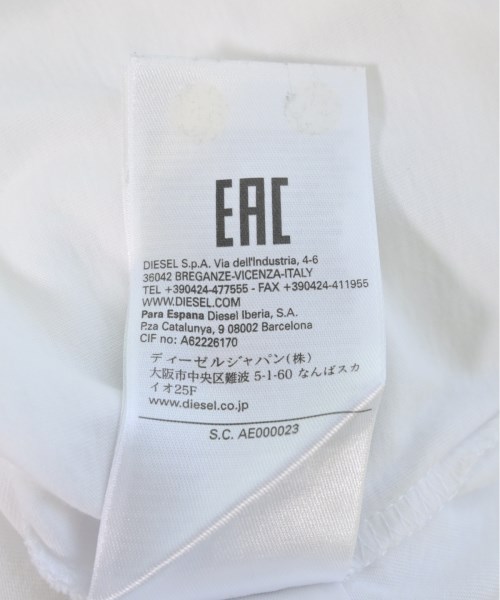 EAC
DIESEL S.p.A. Via dell'Industria, 4-6
36042 BREGANZE-VICENZA-ITALY
TEL +390424-477555 - FAX +390424-411955
WWW.DIESEL.COM
Para Espana Diesel Iberia, S.A.
P.za Catalunya, 9 08002 Barcelona
CIF no: A62226170
ディーゼルジャパン(株)
大阪市中央区難波 5-1-60 なんばスカ
イオ25F
www.diesel.co.jp
S.C. AE000023